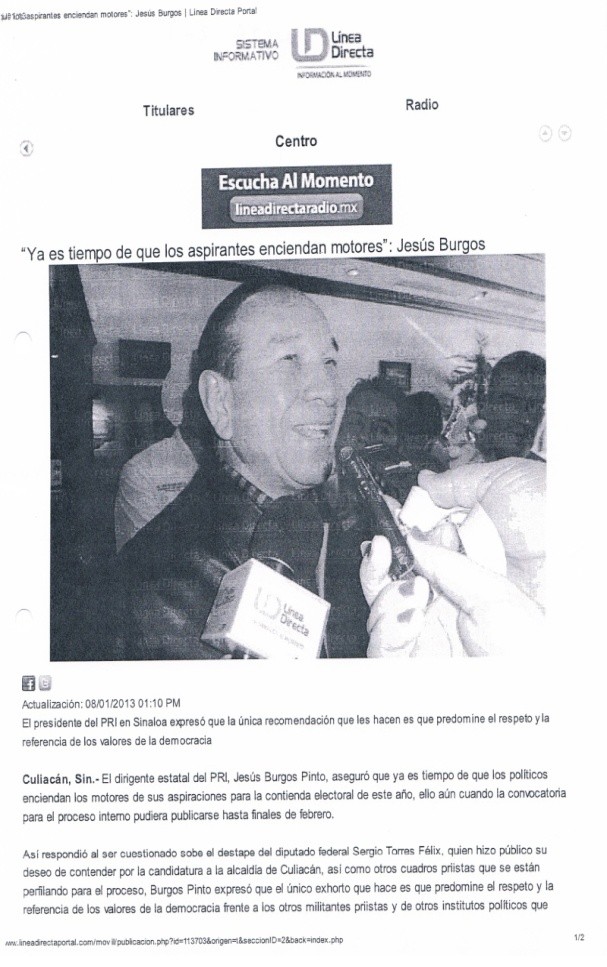 aspirantes enciendan motores": Jesús Burgos | Línea Directa Portal
SISTEMA INFORMATIVO
Línea Directa
INFORMACIÓN AL MOMENTO
Titulares
Radio
Centro
Escucha Al Momento
lineadirectaradio.mx
"Ya es tiempo de que los aspirantes enciendan motores": Jesús Burgos
Línea
Directa
Actualización: 08/01/2013 01:10 PM
El presidente del PRI en Sinaloa expresó que la única recomendación que les hacen es que predomine el respeto y la
referencia de los valores de la democracia
Culiacán, Sin.- El dirigente estatal del PRI, Jesús Burgos Pinto, aseguró que ya es tiempo de que los políticos
enciendan los motores de sus aspiraciones para la contienda electoral de este año, ello aún cuando la convocatoria
para el proceso interno pudiera publicarse hasta finales de febrero.
Así respondió al ser cuestionado sobe el destape del diputado federal Sergio Torres Félix, quien hizo público su
deseo de contender por la candidatura a la alcaldía de Culiacán, así como otros cuadros priistas que se están
perfilando para el proceso, Burgos Pinto expresó que el único exhorto que hace es que predomine el respeto y la
referencia de los valores de la democracia frente a los otros militantes priistas y de otros institutos políticos que
www.lineadirectaportal.com/movil/publicacion.php?id=113703&origen=i&seccionID=2&back=index.php
1/2